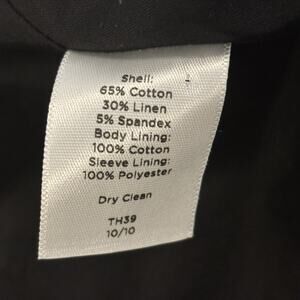 Shell:
65% Cotton
30% Linen
5% Spandex
Body Lining:
100% Cotton
Sleeve Lining:
100% Polyester
Dry Clean
TH39
10/10